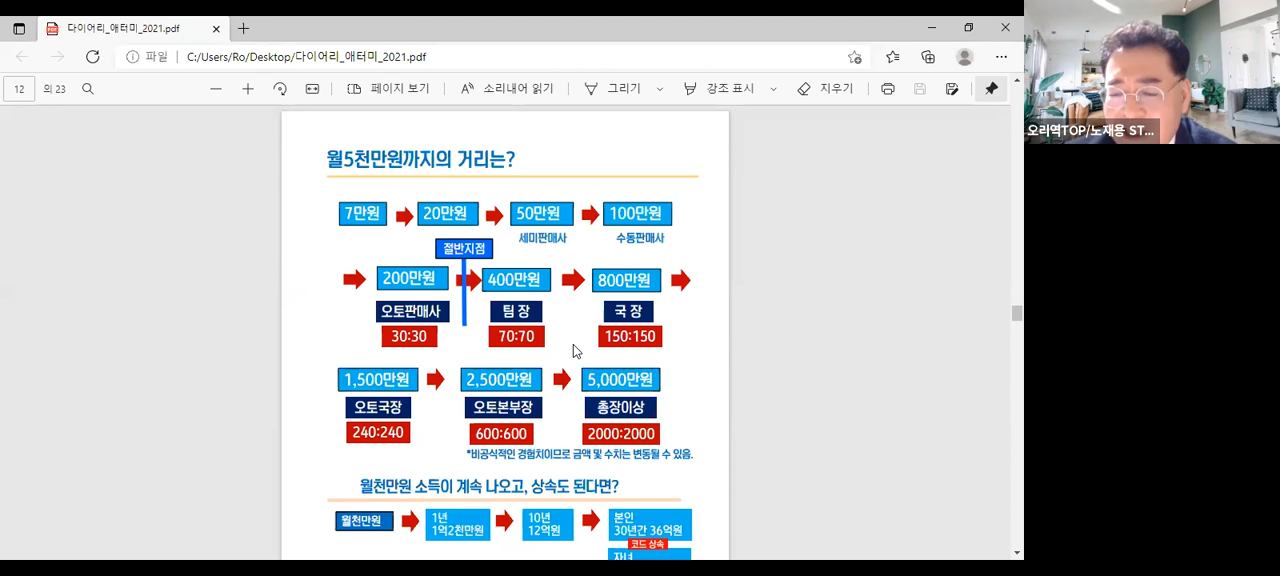 다이어리_애터미_2021.pdf
파일 C:/Users/Ro/Desktop/다이어리_애터미_2021.pdf
12 의 23 페이지 보기 소리내어 읽기 그리기 강조 표시 지우기
오리역TOP/노재용 ST...
월5천만원까지의 거리는?
7만원 20만원 50만원 100만원
세미판매사 수동판매사
절반지점
200만원 400만원 800만원
오토판매사 팀 장 국 장
30:30 70:70 150:150
1,500만원 2,500만원 5,000만원
오토국장 오토본부장 총장이상
240:240 600:600 2000:2000
*비공식적인 경험치이므로 금액 및 수치는 변동될 수 있음.
월천만원 소득이 계속 나오고, 상속도 된다면?
월천만원
1년
1억2천만원
10년
12억원
본인
30년간 36억원
코드 상속
자녀